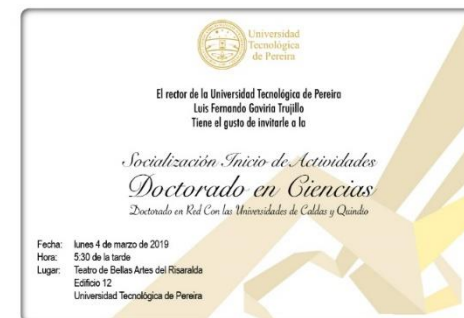 Universidad
Tecnológica
de Pereira
El rector de la Universidad Tecnológica de Pereira
Luis Fernando Gaviria Trujillo
Tiene el gusto de invitarle a la
Socialización Inicio de Actividades
Doctorado en Ciencias
Doctorado en Red Con las Universidades de Caldas y Quindío
Fecha: lunes 4 de marzo de 2019
Hora: 5:30 de la tarde
Lugar: Teatro de Bellas Artes del Risaralda
Edificio 12
Universidad Tecnológica de Pereira